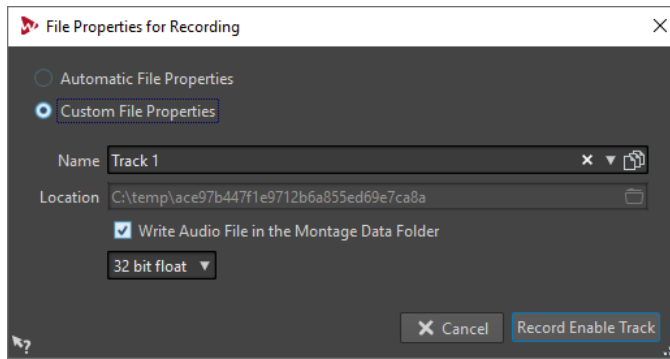 File Properties for Recording
Automatic File Properties
Custom File Properties
Name Track 1
Location C:\temp\ace97b447f1e9712b6a855ed69e7ca8a
Write Audio File in the Montage Data Folder
32 bit float
Cancel Record Enable Track